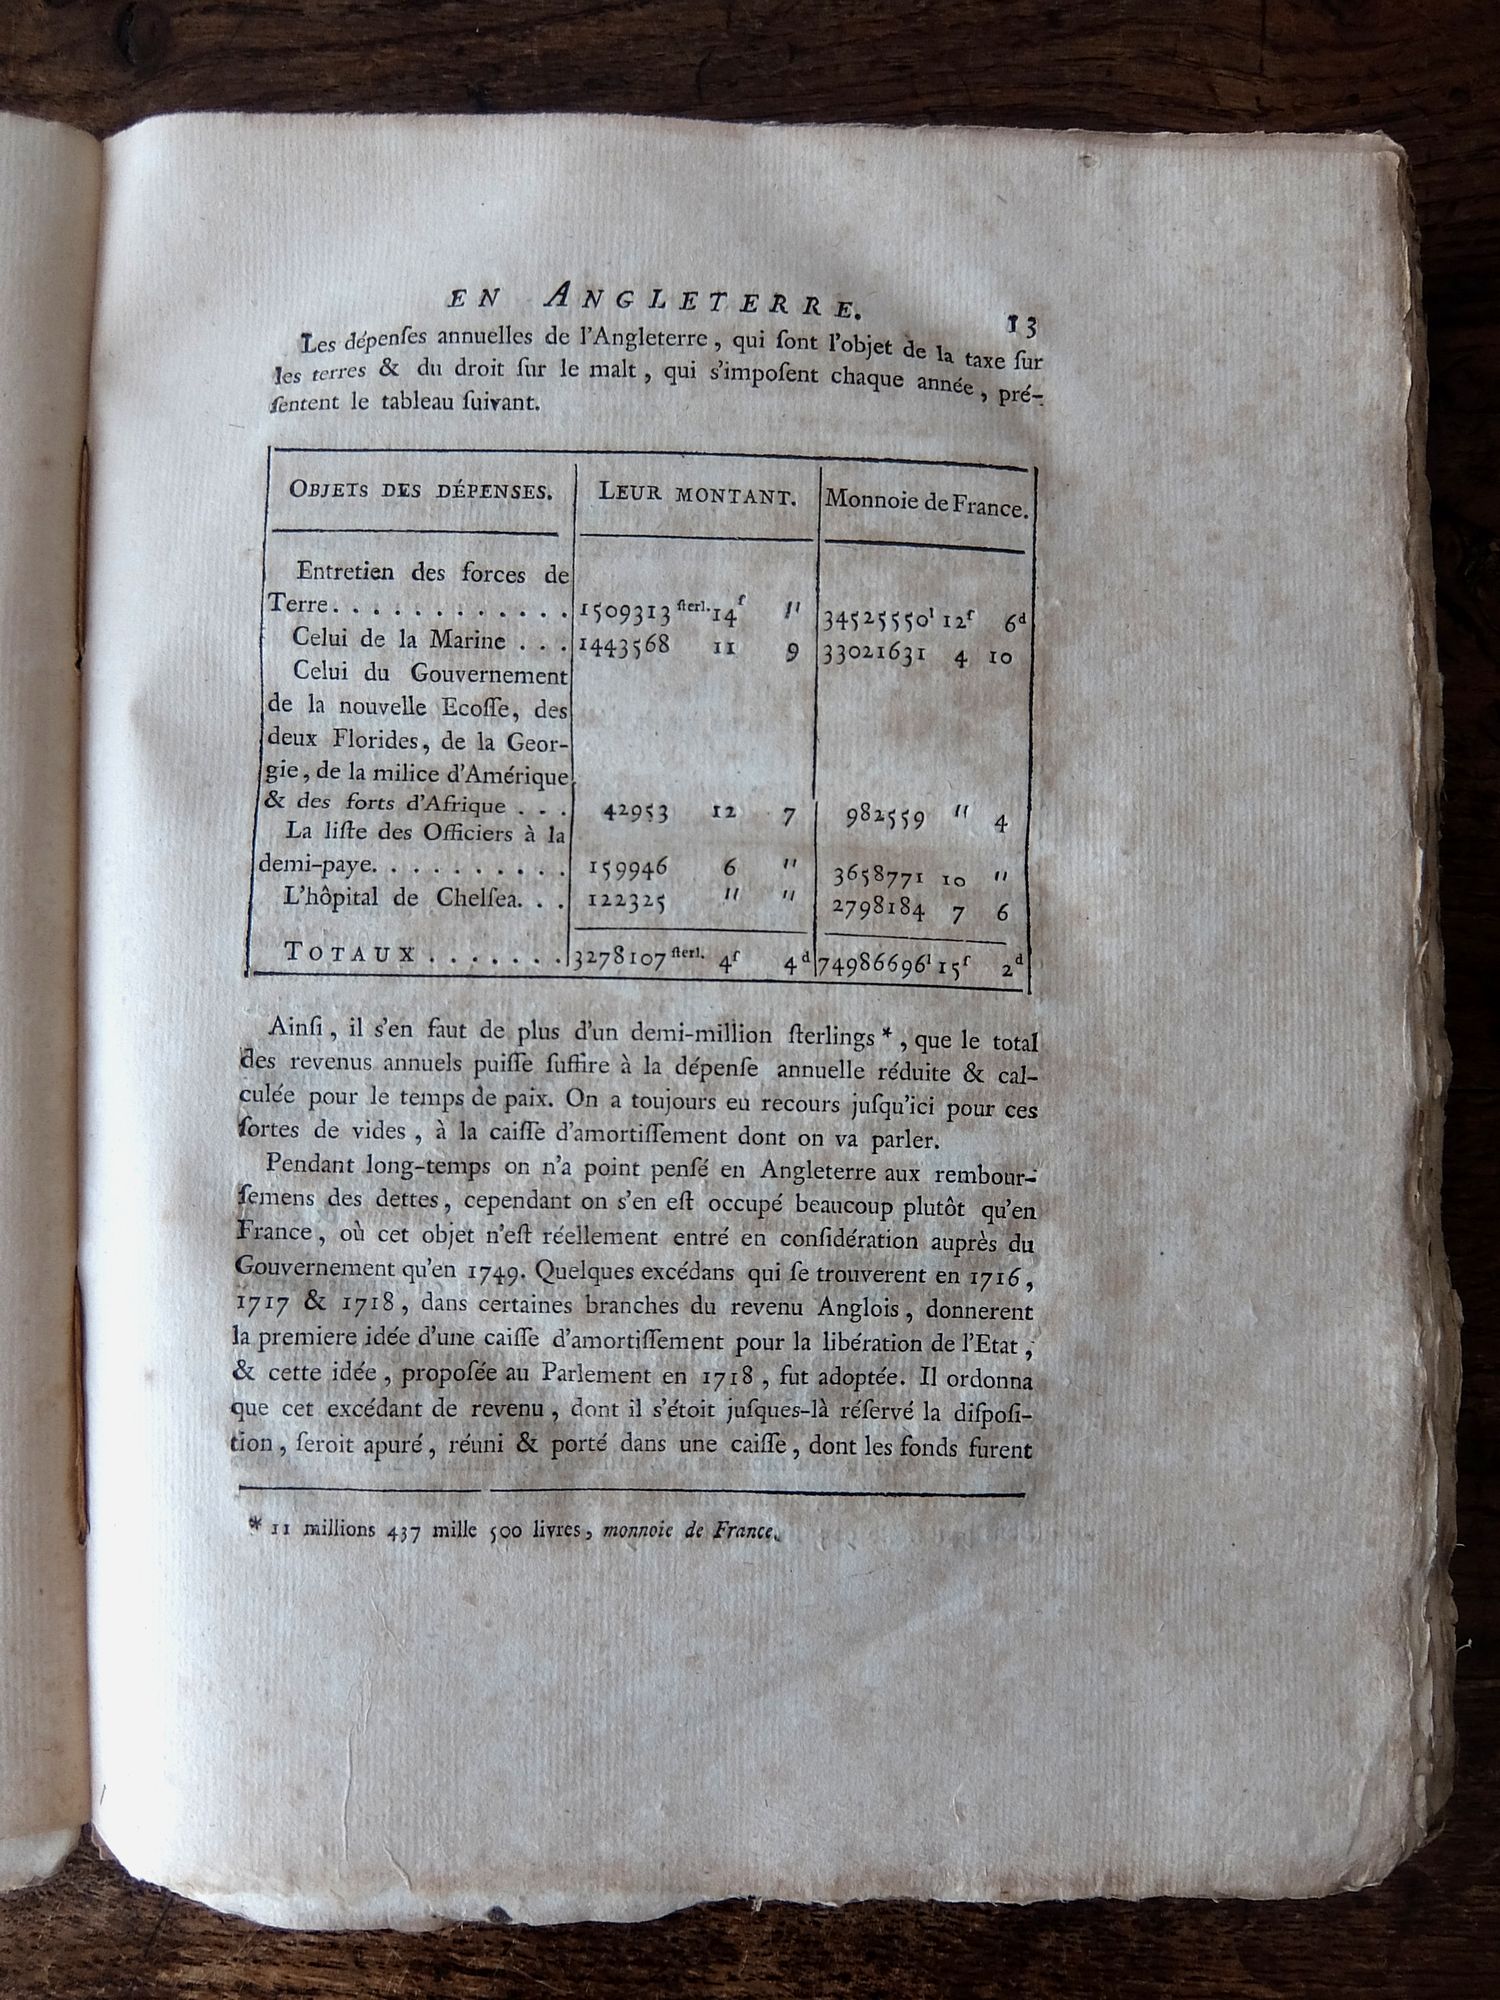 EN ANGLETERRE. 13
Les dépenſes annuelles de l'Angleterre, qui ſont l'objet de la taxe ſur
les terres & du droit ſur le malt, qui s'impoſent chaque année, pré-
ſentent le tableau ſuivant.
OBJETS DES DÉPENSES. LEUR MONTANT. Monnoie de France.
Entretien des forces de
Terre. . . . . . . . . . . . 1509313 ſterl. 14ſ " 34525550l 12ſ 6d
Celui de la Marine . . . 1443568 11 9 33021631 4 10
Celui du Gouvernement
de la nouvelle Ecoſſe, des
deux Florides, de la Geor-
gie, de la milice d'Amérique
& des forts d'Afrique . . . 42953 12 7 982559 " 4
La liſte des Officiers à la
demi-paye. . . . . . . . . . 159946 6 " 3658771 10 "
L'hôpital de Chelſea. . . 122325 " " 2798184 7 6
TOTAUX . . . . . . . 3278107 ſterl. 4ſ 4d 74986696l 15ſ 2d
Ainſi, il s'en faut de plus d'un demi-million ſterlings *, que le total
des revenus annuels puiſſe ſuffire à la dépenſe annuelle réduite & cal-
culée pour le temps de paix. On a toujours eu recours juſqu'ici pour ces
ſortes de vides, à la caiſſe d'amortiſſement dont on va parler.
Pendant long-temps on n'a point penſé en Angleterre aux rembour-
ſemens des dettes, cependant on s'en eſt occupé beaucoup plutôt qu'en
France, où cet objet n'eſt réellement entré en conſidération auprès du
Gouvernement qu'en 1749. Quelques excédans qui ſe trouverent en 1716,
1717 & 1718, dans certaines branches du revenu Anglois, donnerent
la premiere idée d'une caiſſe d'amortiſſement pour la libération de l'Etat;
& cette idée, propoſée au Parlement en 1718, fut adoptée. Il ordonna
que cet excédant de revenu, dont il s'étoit juſques-là réſervé la diſpoſi-
tion, ſeroit apuré, réuni & porté dans une caiſſe, dont les fonds furent
* 11 millions 437 mille 500 livres, monnoie de France.